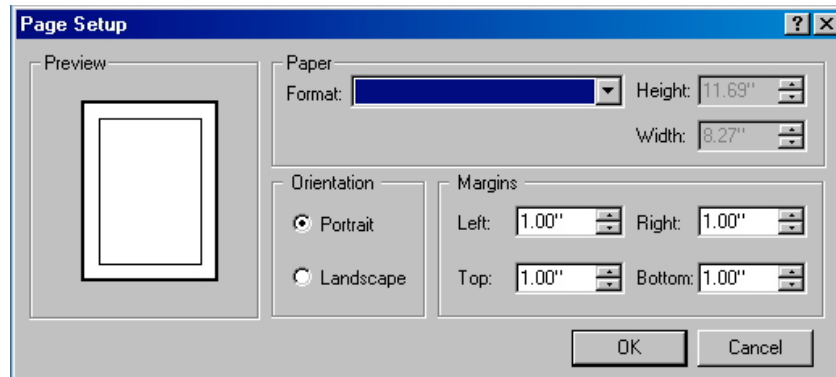 Page Setup
Preview
Paper
Format:
Height: 11.69"
Width: 8.27"
Orientation
Portrait
Landscape
Margins
Left: 1.00" Right: 1.00"
Top: 1.00" Bottom: 1.00"
OK Cancel